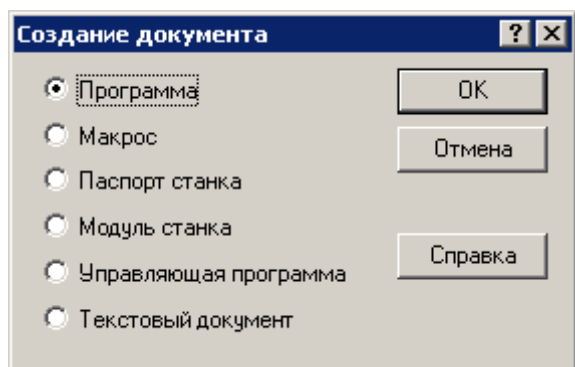 Создание документа
Программа
Макрос
Паспорт станка
Модуль станка
Управляющая программа
Текстовый документ
OK
Отмена
Справка